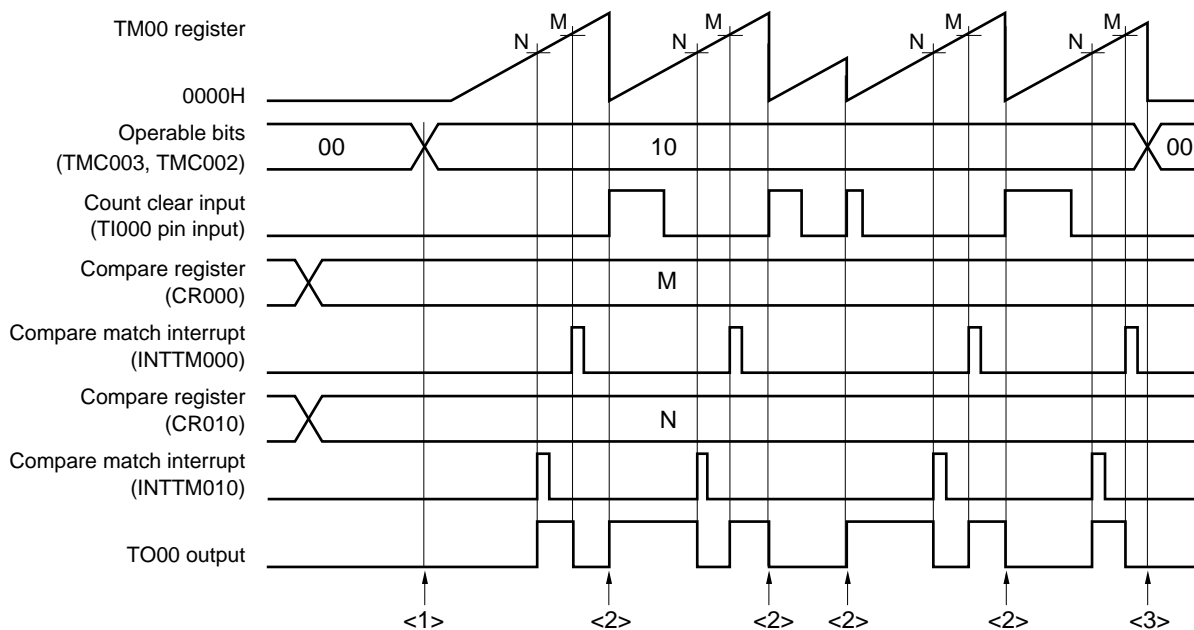 TM00 register
M
N
M
N
M
N
M
N
0000H
Operable bits
(TMC003, TMC002)
00
10
00
Count clear input
(TI000 pin input)
Compare register
(CR000)
M
Compare match interrupt
(INTTM000)
Compare register
(CR010)
N
Compare match interrupt
(INTTM010)
TO00 output
<1> <2> <2> <2> <2> <3>